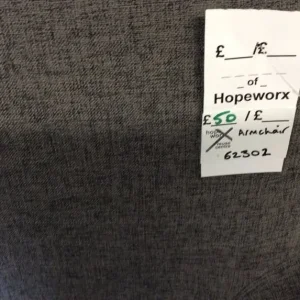 £__/£__
_ of _
Hopeworx
£50 / £__
Armchair
62302